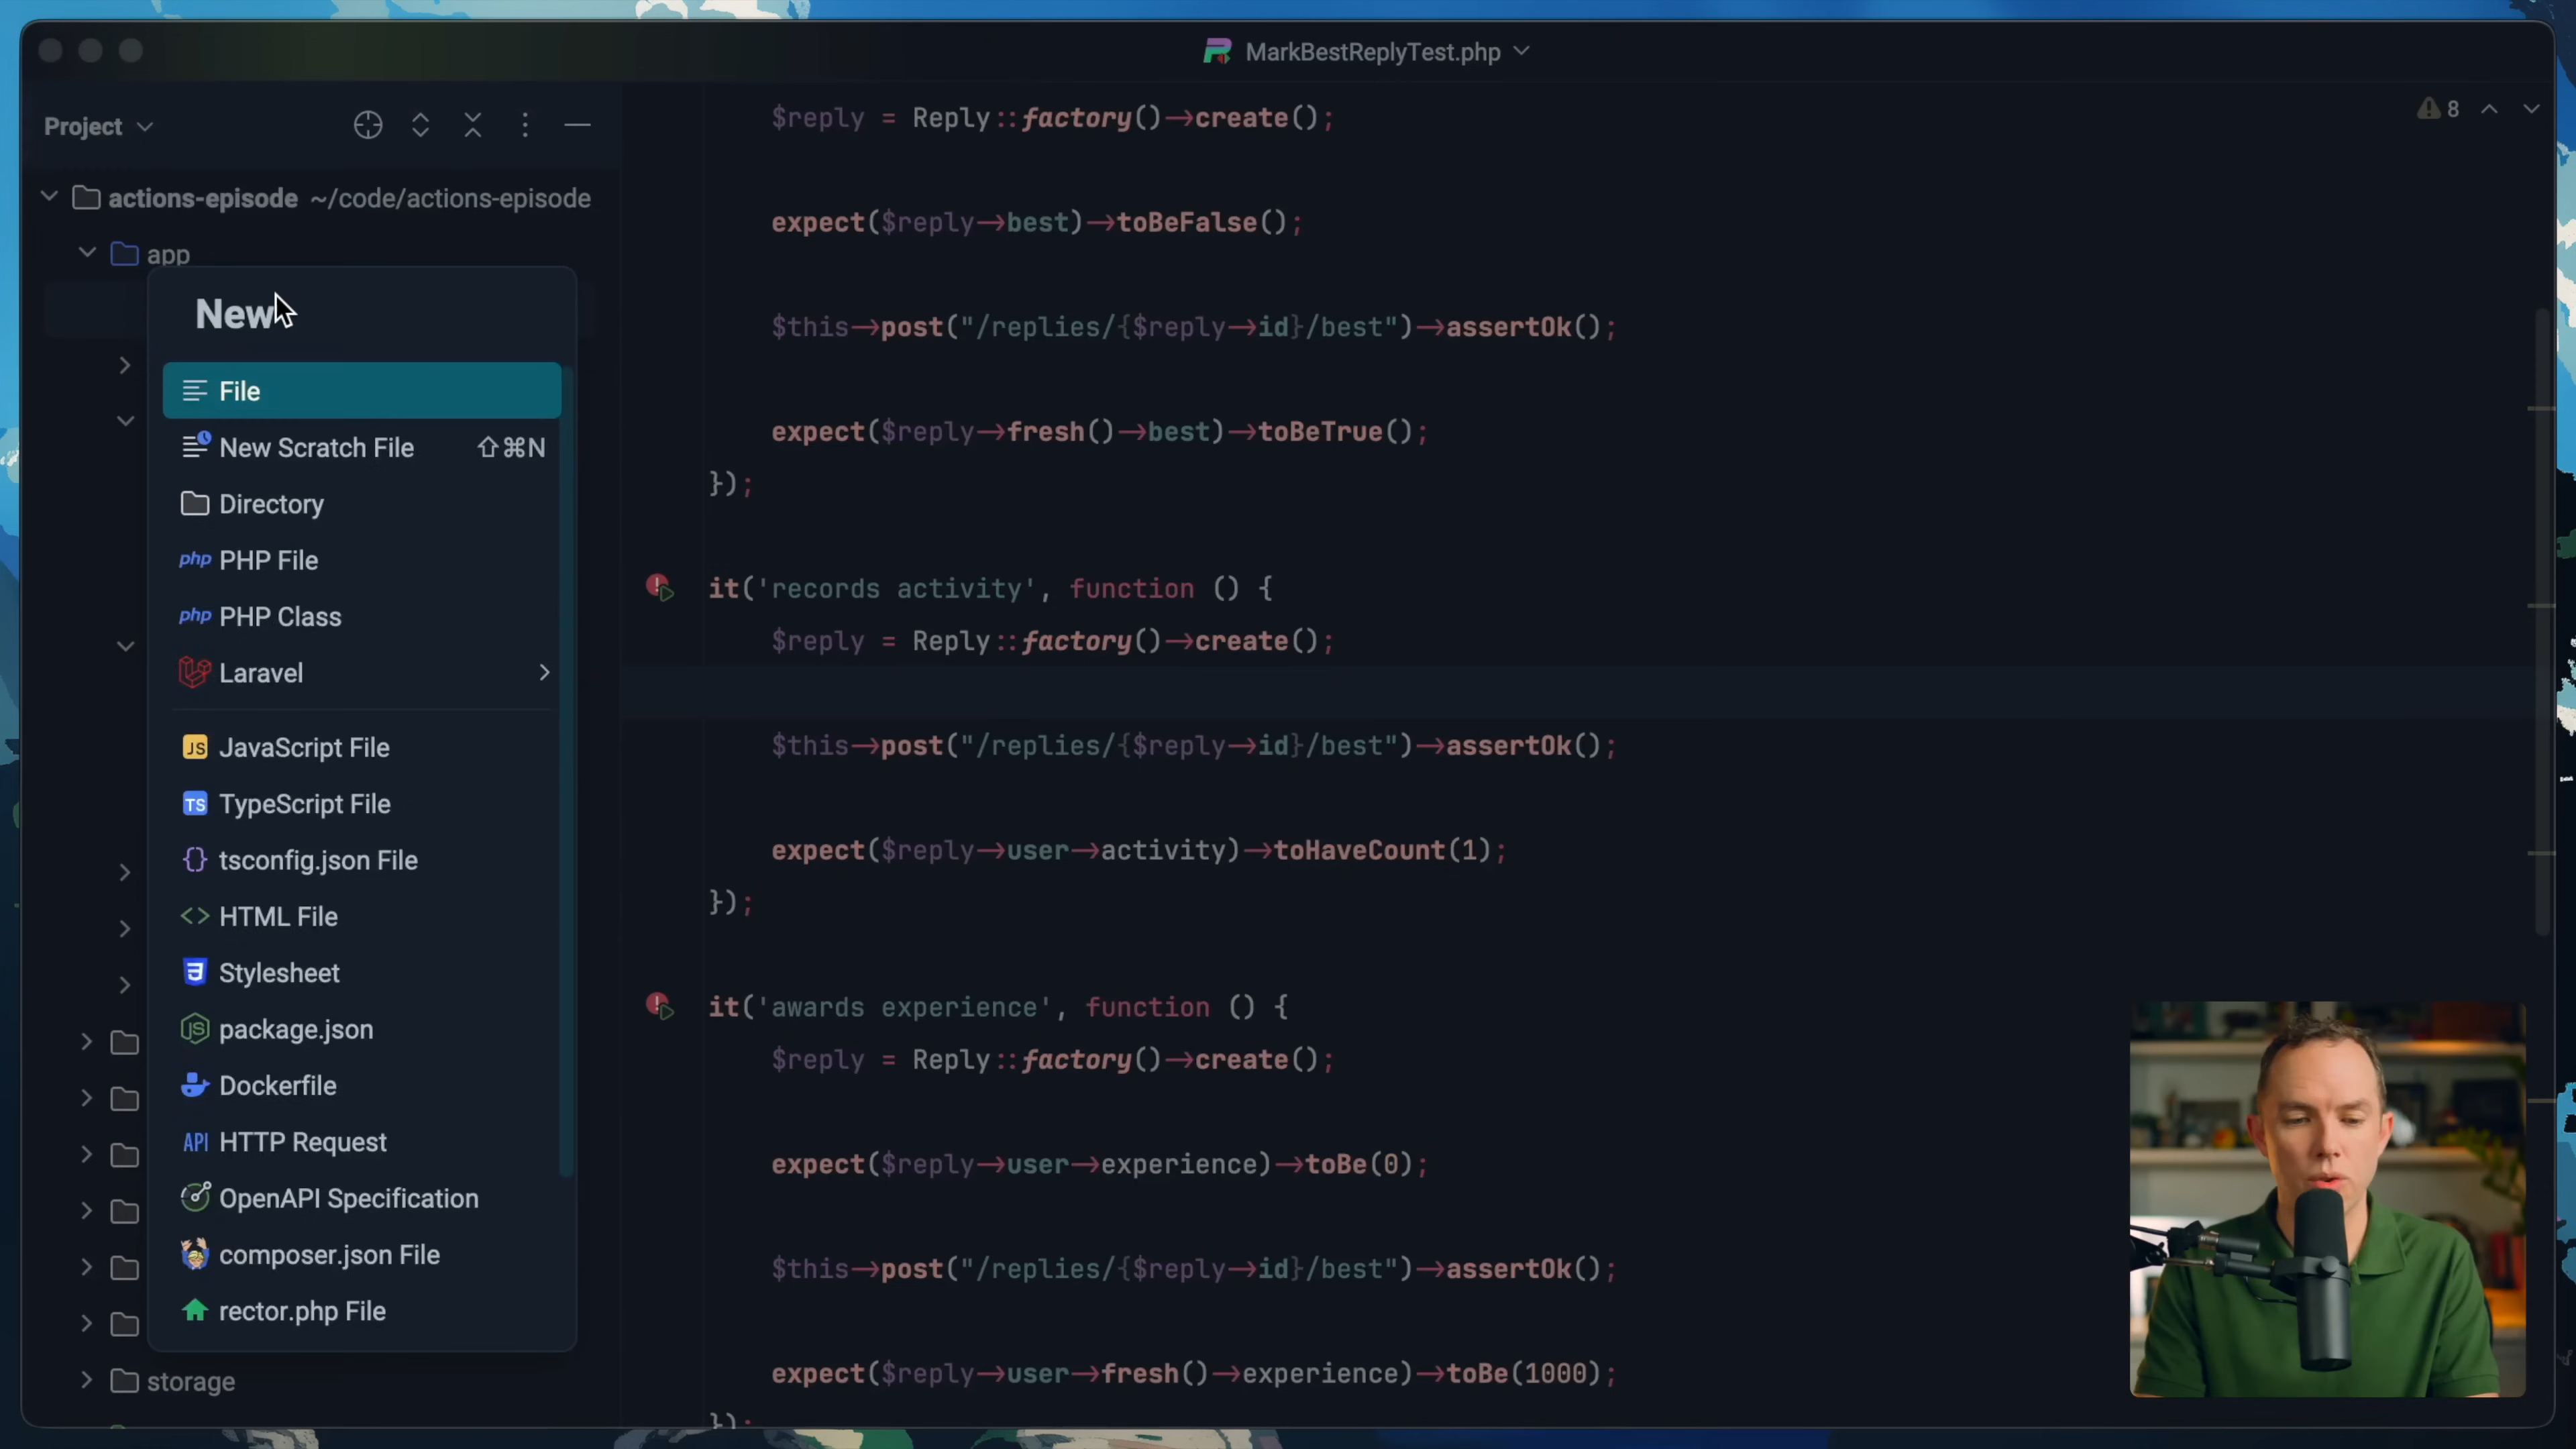 MarkBestReplyTest.php
Project
8
actions-episode ~/code/actions-episode
app
New
File
New Scratch File ⇧⌘N
Directory
php PHP File
php PHP Class
Laravel
JS JavaScript File
TS TypeScript File
{} tsconfig.json File
<> HTML File
Stylesheet
JS package.json
Dockerfile
API HTTP Request
OpenAPI Specification
composer.json File
rector.php File
storage
$reply = Reply::factory()->create();
expect($reply->best)->toBeFalse();
$this->post("/replies/{$reply->id}/best")->assertOk();
expect($reply->fresh()->best)->toBeTrue();
});
it('records activity', function () {
$reply = Reply::factory()->create();
$this->post("/replies/{$reply->id}/best")->assertOk();
expect($reply->user->activity)->toHaveCount(1);
});
it('awards experience', function () {
$reply = Reply::factory()->create();
expect($reply->user->experience)->toBe(0);
$this->post("/replies/{$reply->id}/best")->assertOk();
expect($reply->user->fresh()->experience)->toBe(1000);
});